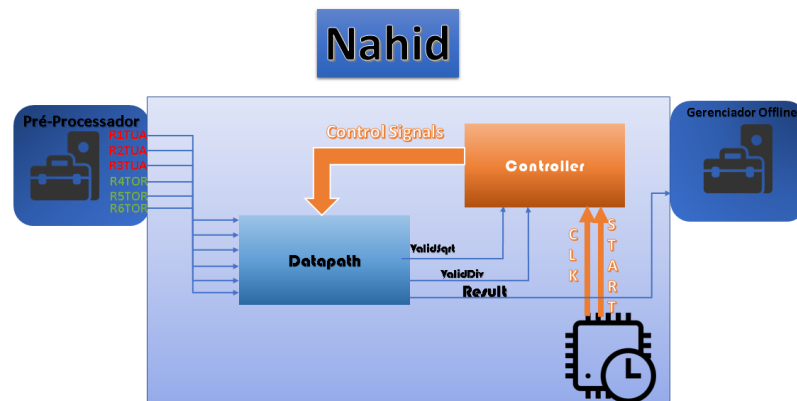 Nahid
Pré-Processador
R1TUA
R2TUA
R3TUA
R4TOR
R5TOR
R6TOR
Control Signals
Controller
Gerenciador Offline
Datapath
ValidSqrt
ValidDiv
Result
CLK
START